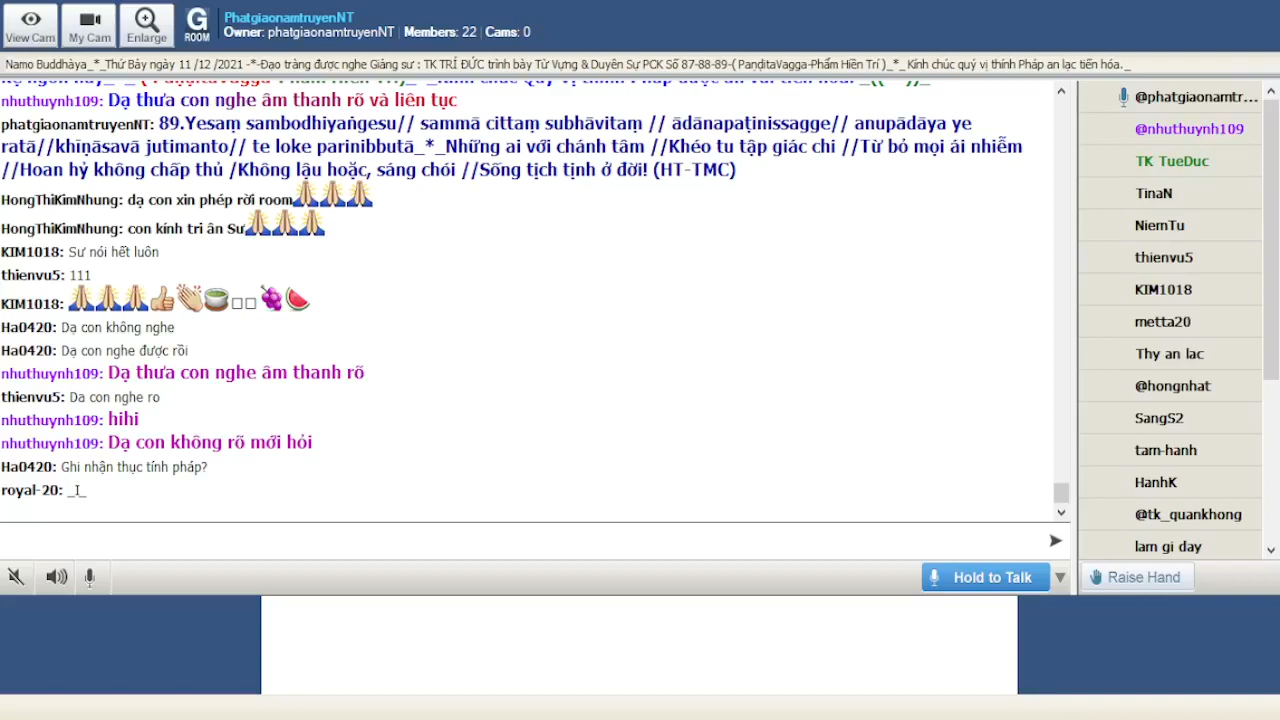 View Cam
My Cam
Enlarge
G
ROOM
PhatgiaonamtruyenNT
Owner: phatgiaonamtruyenNT | Members: 22 | Cams: 0
Namo Buddhàya_*_Thứ Bảy ngày 11 /12 /2021 -*-Đạo tràng được nghe Giảng sư : TK TRÍ ĐỨC trình bày Từ Vựng & Duyên Sự PCK Số 87-88-89-( PaṇḍitaVagga-Phẩm Hiền Trí )_*_ Kính chúc quý vị thính Pháp an lạc tiến hóa._
nhuthuynh109: Dạ thưa con nghe âm thanh rõ và liên tục
phatgiaonamtruyenNT: 89.Yesaṃ sambodhiyaṅgesu// sammā cittaṃ subhāvitaṃ // ādānapaṭinissagge// anupādāya ye
ratā//khīṇāsavā jutimanto// te loke parinibbutā_*_Những ai với chánh tâm //Khéo tu tập giác chi //Từ bỏ mọi ái nhiễm
//Hoan hỷ không chấp thủ /Không lậu hoặc, sáng chói //Sống tịch tịnh ở đời! (HT-TMC)
HongThiKimNhung: dạ con xin phép rời room
HongThiKimNhung: con kính tri ân Sư
KIM1018: Sư nói hết luôn
thienvu5: 111
KIM1018:
Ha0420: Dạ con không nghe
Ha0420: Dạ con nghe được rồi
nhuthuynh109: Dạ thưa con nghe âm thanh rõ
thienvu5: Da con nghe ro
nhuthuynh109: hihi
nhuthuynh109: Dạ con không rõ mới hỏi
Ha0420: Ghi nhận thục tính pháp?
royal-20: _I_
@phatgiaonamtr...
@nhuthuynh109
TK TueDuc
TinaN
NiemTu
thienvu5
KIM1018
metta20
Thy an lac
@hongnhat
SangS2
tam-hanh
HanhK
@tk_quankhong
lam gi day
Hold to Talk
Raise Hand